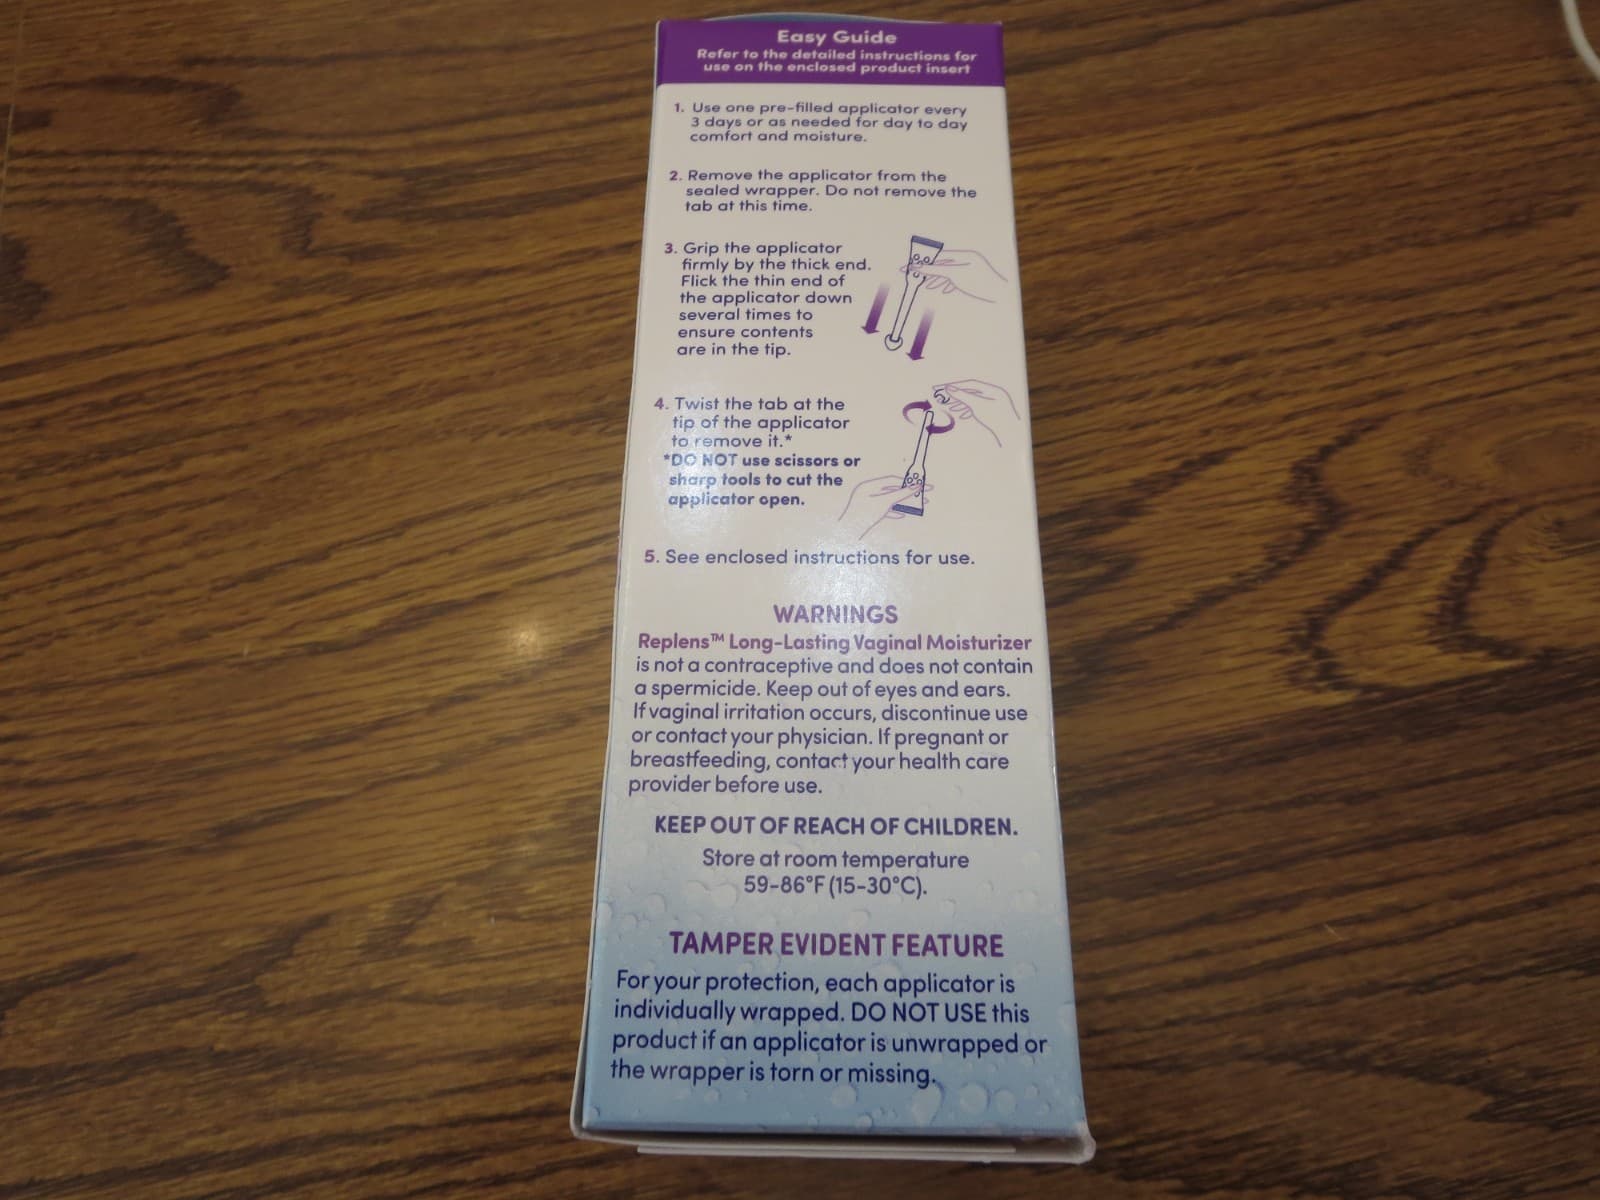 Easy Guide
Refer to the detailed instructions for
use on the enclosed product insert
1. Use one pre-filled applicator every
3 days or as needed for day to day
comfort and moisture.
2. Remove the applicator from the
sealed wrapper. Do not remove the
tab at this time.
3. Grip the applicator
firmly by the thick end.
Flick the thin end of
the applicator down
several times to
ensure contents
are in the tip.
4. Twist the tab at the
tip of the applicator
to remove it.*
*DO NOT use scissors or
sharp tools to cut the
applicator open.
5. See enclosed instructions for use.
WARNINGS
Replens™ Long-Lasting Vaginal Moisturizer
is not a contraceptive and does not contain
a spermicide. Keep out of eyes and ears.
If vaginal irritation occurs, discontinue use
or contact your physician. If pregnant or
breastfeeding, contact your health care
provider before use.
KEEP OUT OF REACH OF CHILDREN.
Store at room temperature
59-86°F (15-30°C).
TAMPER EVIDENT FEATURE
For your protection, each applicator is
individually wrapped. DO NOT USE this
product if an applicator is unwrapped or
the wrapper is torn or missing.